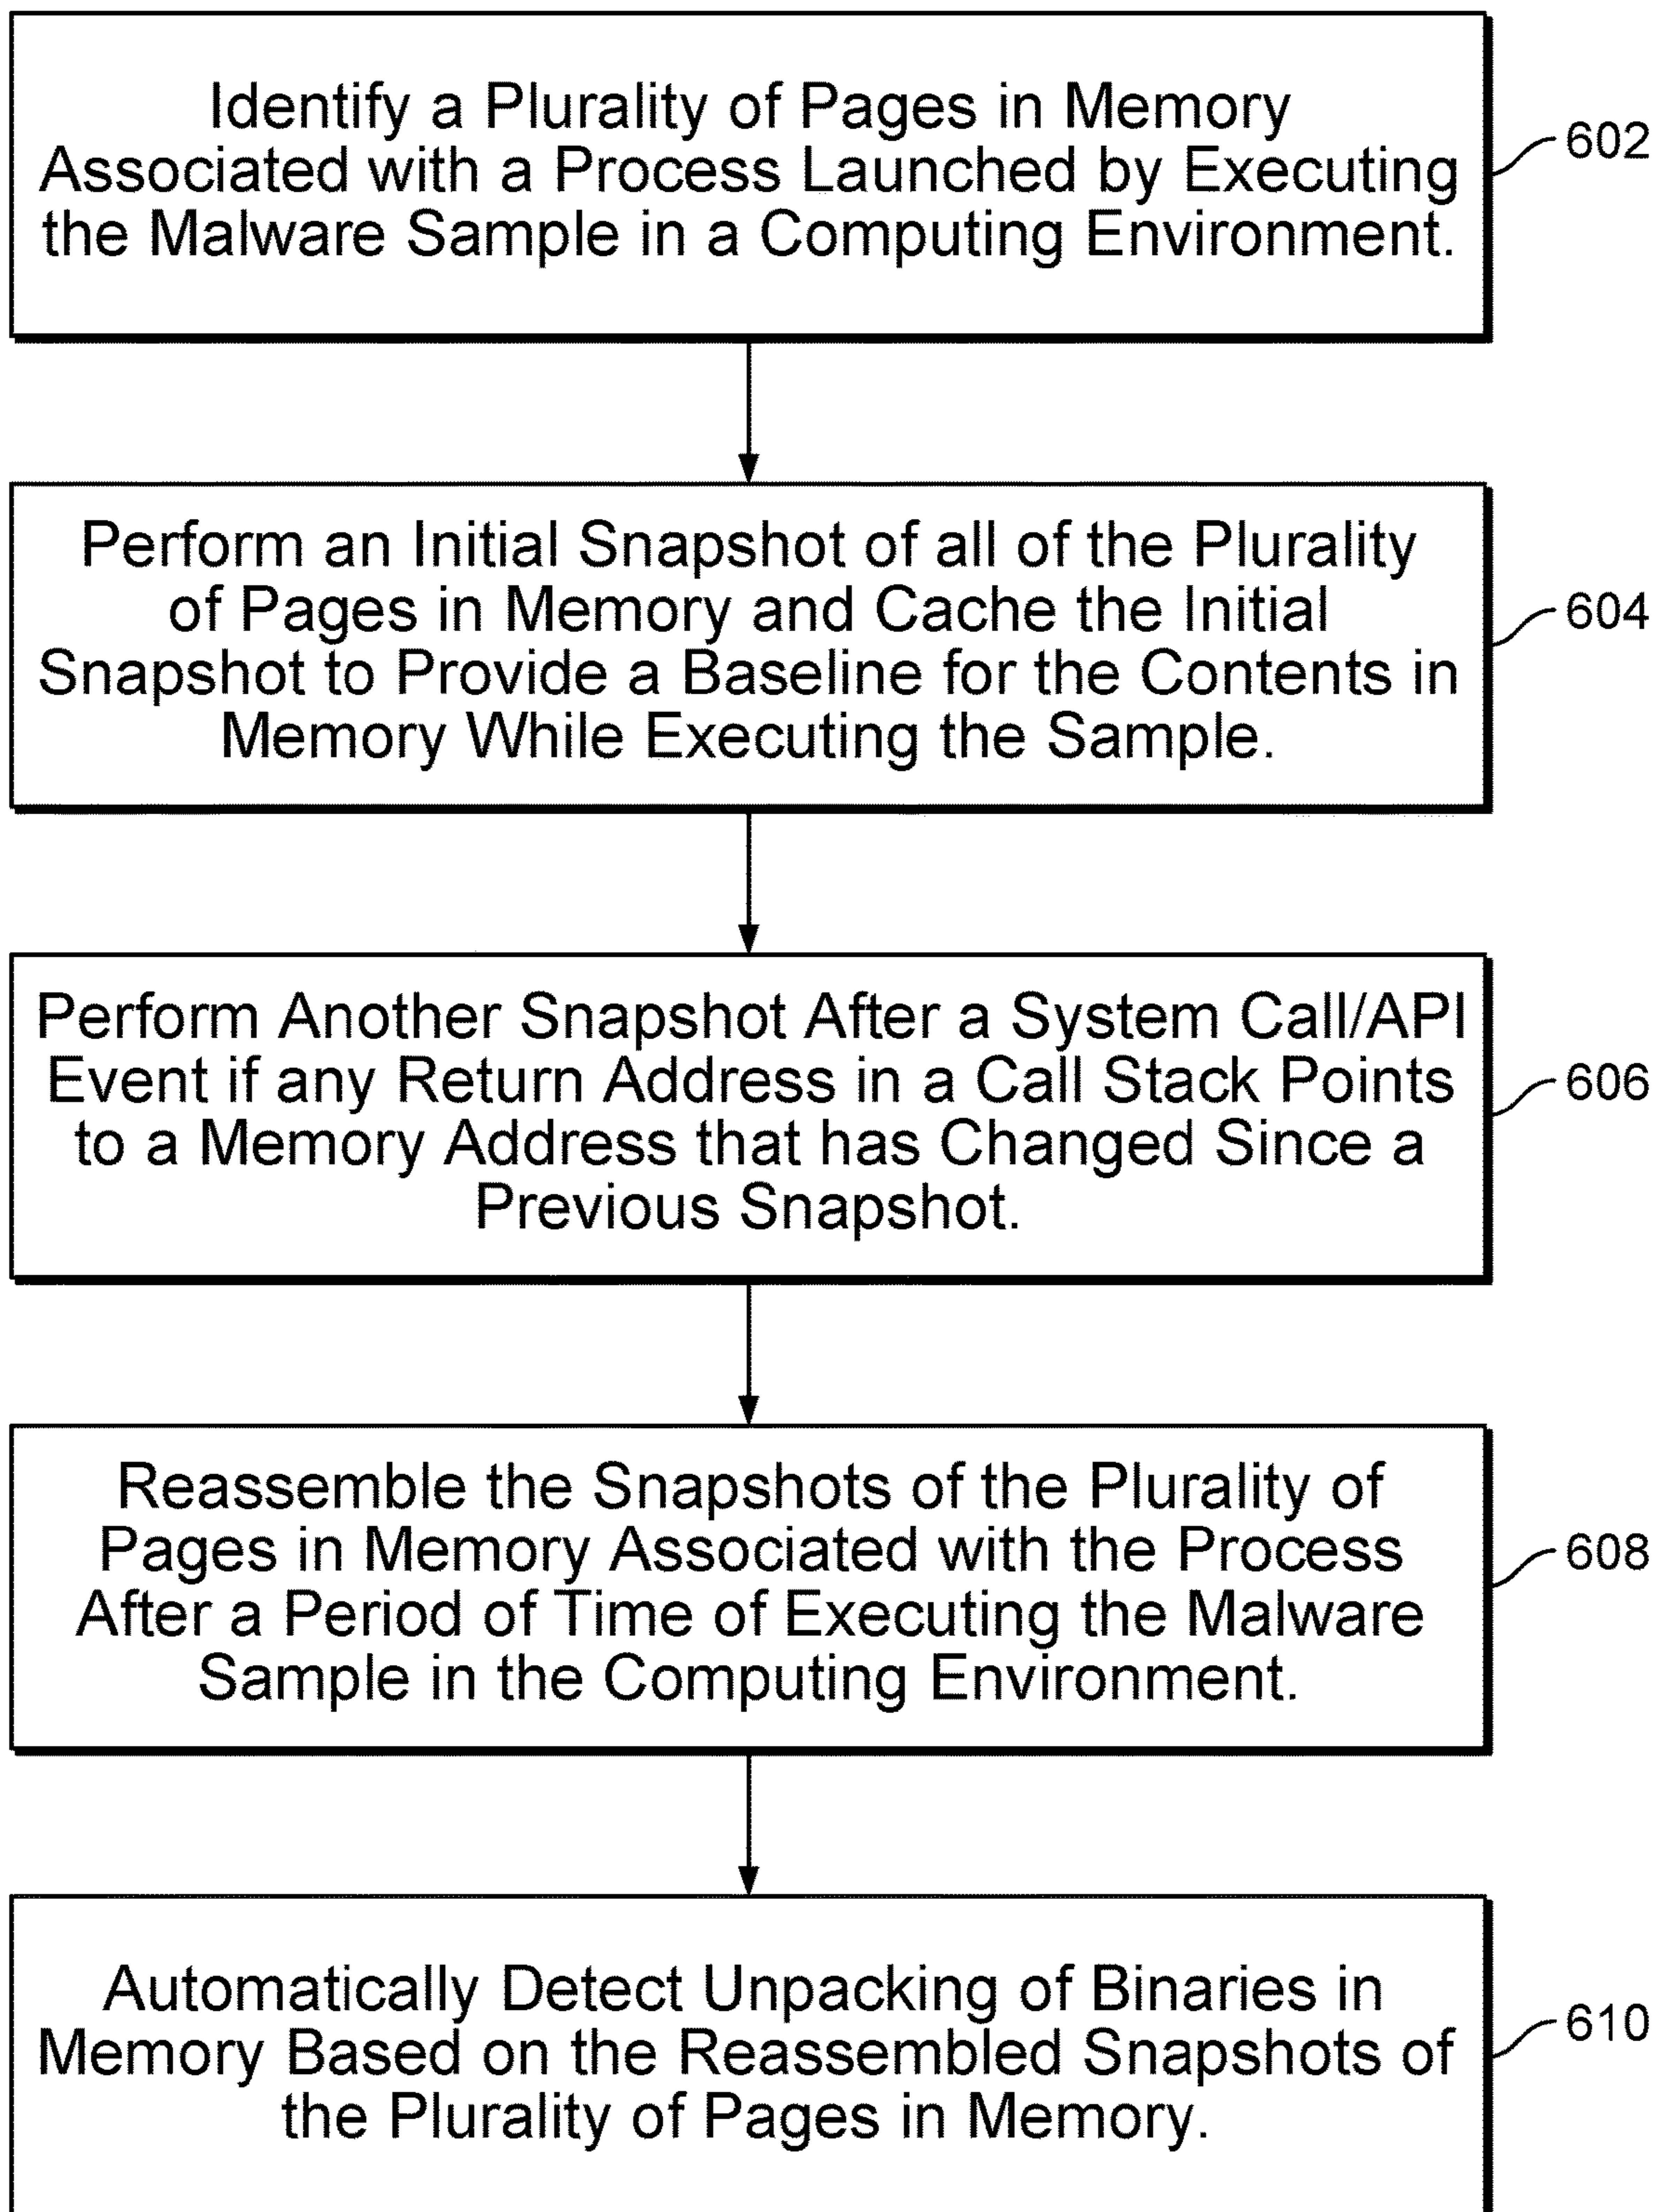 Identify a Plurality of Pages in Memory
Associated with a Process Launched by Executing
the Malware Sample in a Computing Environment.
602
Perform an Initial Snapshot of all of the Plurality
of Pages in Memory and Cache the Initial
Snapshot to Provide a Baseline for the Contents in
Memory While Executing the Sample.
604
Perform Another Snapshot After a System Call/API
Event if any Return Address in a Call Stack Points
to a Memory Address that has Changed Since a
Previous Snapshot.
606
Reassemble the Snapshots of the Plurality of
Pages in Memory Associated with the Process
After a Period of Time of Executing the Malware
Sample in the Computing Environment.
608
Automatically Detect Unpacking of Binaries in
Memory Based on the Reassembled Snapshots of
the Plurality of Pages in Memory.
610